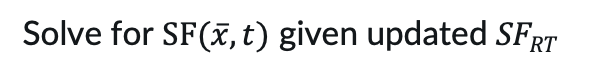 Solve for SF(x̄, t) given updated SF_RT